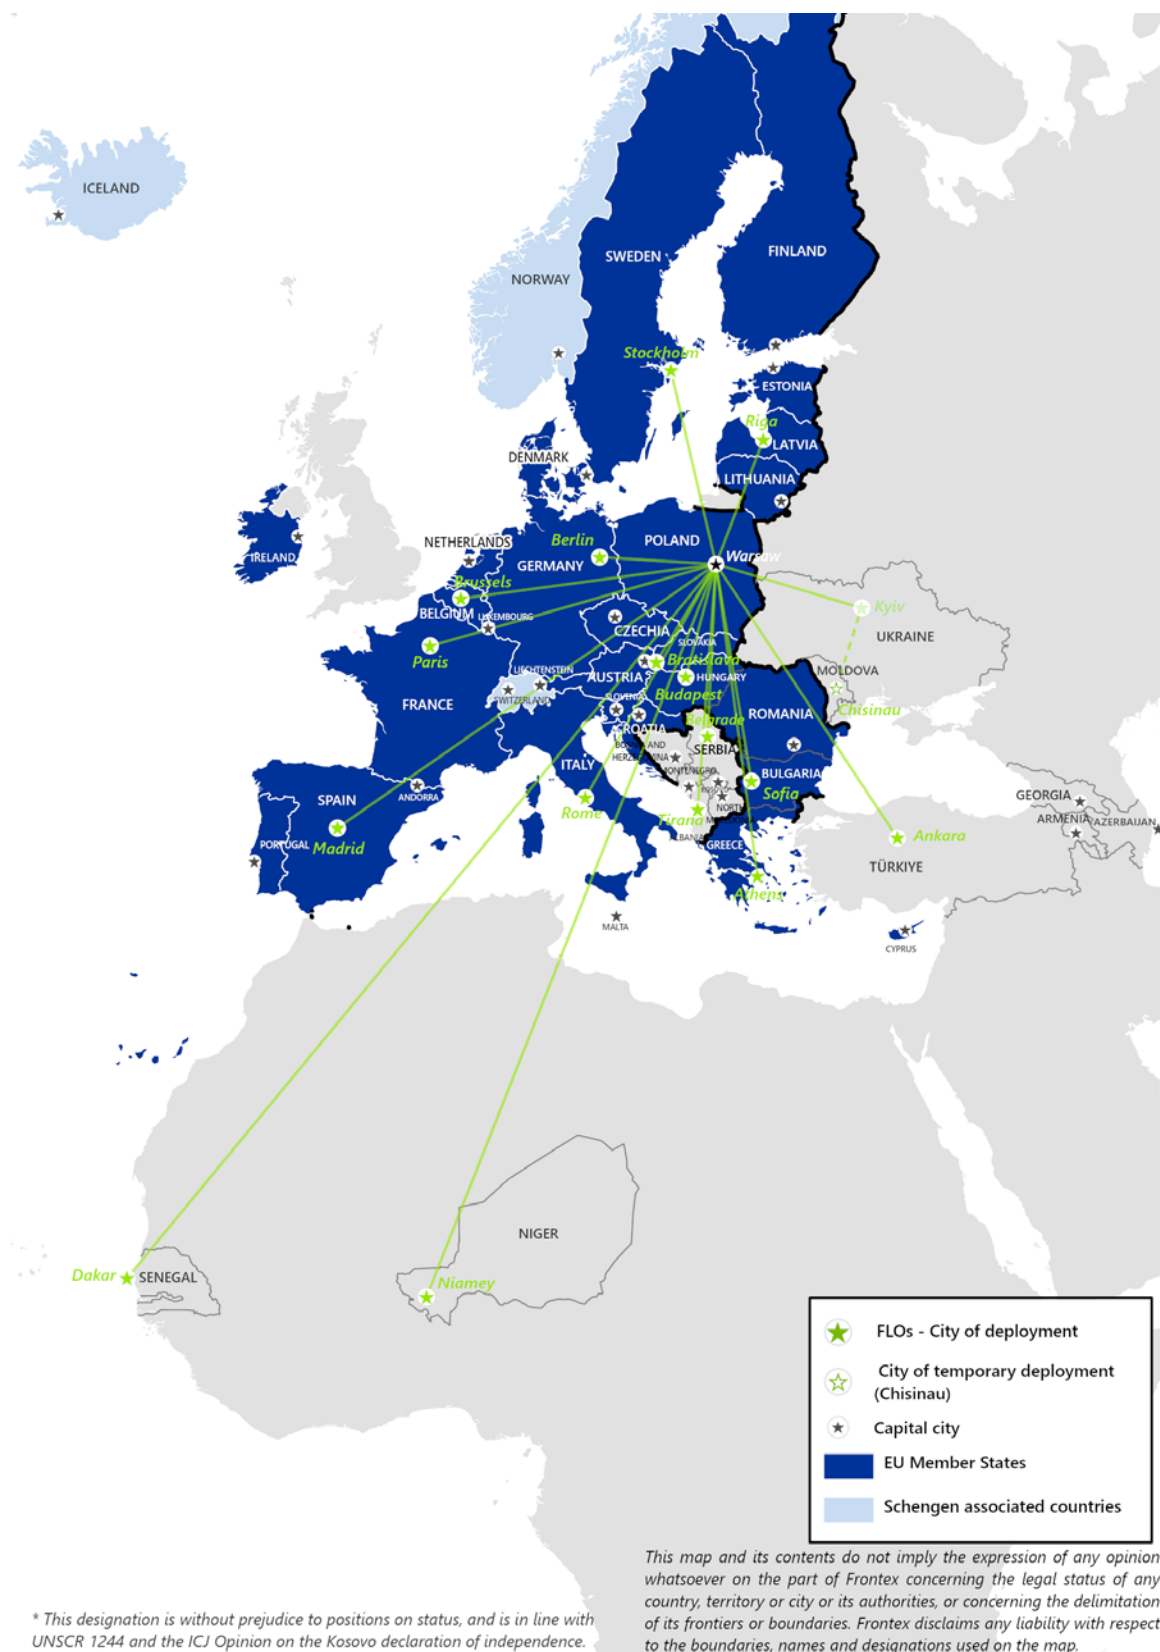 ICELAND
NORWAY
SWEDEN
FINLAND
Stockholm
ESTONIA
Riga
LATVIA
DENMARK
LITHUANIA
NETHERLANDS
Berlin
POLAND
IRELAND
GERMANY
Warsaw
Brussels
BELGIUM
LUXEMBOURG
Kyiv
UKRAINE
CZECHIA
SLOVAKIA
Paris
Bratislava
LIECHTENSTEIN
AUSTRIA
HUNGARY
MOLDOVA
SWITZERLAND
Budapest
SLOVENIA
FRANCE
Chisinau
ROMANIA
Belgrade
CROATIA
BOSNIA AND
HERZEGOVINA
SERBIA
ITALY
MONTENEGRO
BULGARIA
KOSOVO
Sofia
ANDORRA
SPAIN
GEORGIA
Rome
NORTH
MACEDONIA
Tirana
ARMENIA
AZERBAIJAN
ALBANIA
Ankara
PORTUGAL
Madrid
GREECE
TÜRKIYE
Athens
MALTA
CYPRUS
NIGER
Dakar
SENEGAL
Niamey
FLOs - City of deployment
City of temporary deployment
(Chisinau)
Capital city
EU Member States
Schengen associated countries
This map and its contents do not imply the expression of any opinion
whatsoever on the part of Frontex concerning the legal status of any
country, territory or city or its authorities, or concerning the delimitation
of its frontiers or boundaries. Frontex disclaims any liability with respect
to the boundaries, names and designations used on the map.
* This designation is without prejudice to positions on status, and is in line with
UNSCR 1244 and the ICJ Opinion on the Kosovo declaration of independence.